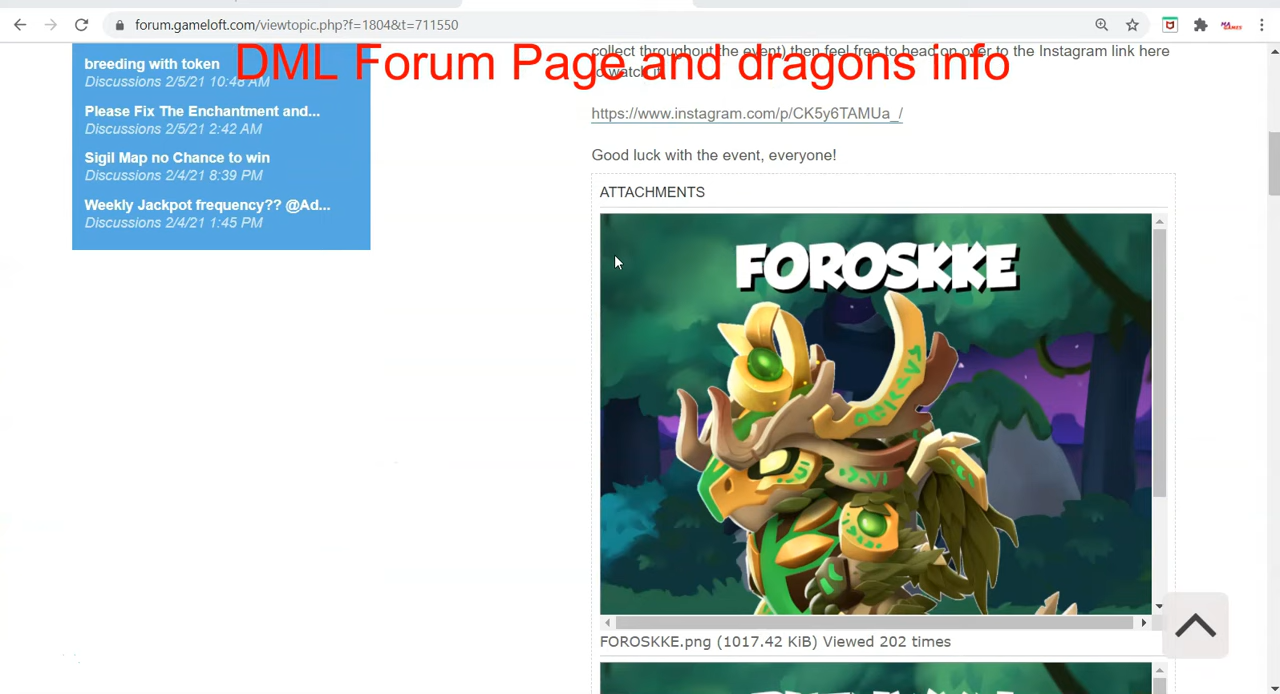 forum.gameloft.com/viewtopic.php?f=1804&t=711550
DML Forum Page and dragons info
breeding with token
Discussions 2/5/21 10:48 AM
Please Fix The Enchantment and...
Discussions 2/5/21 2:42 AM
Sigil Map no Chance to win
Discussions 2/4/21 8:39 PM
Weekly Jackpot frequency?? @Ad...
Discussions 2/4/21 1:45 PM
collect throughout the event) then feel free to head on over to the Instagram link here
to watch it.
https://www.instagram.com/p/CK5y6TAMUa_/
Good luck with the event, everyone!
ATTACHMENTS
FOROSKKE
FOROSKKE.png (1017.42 KiB) Viewed 202 times